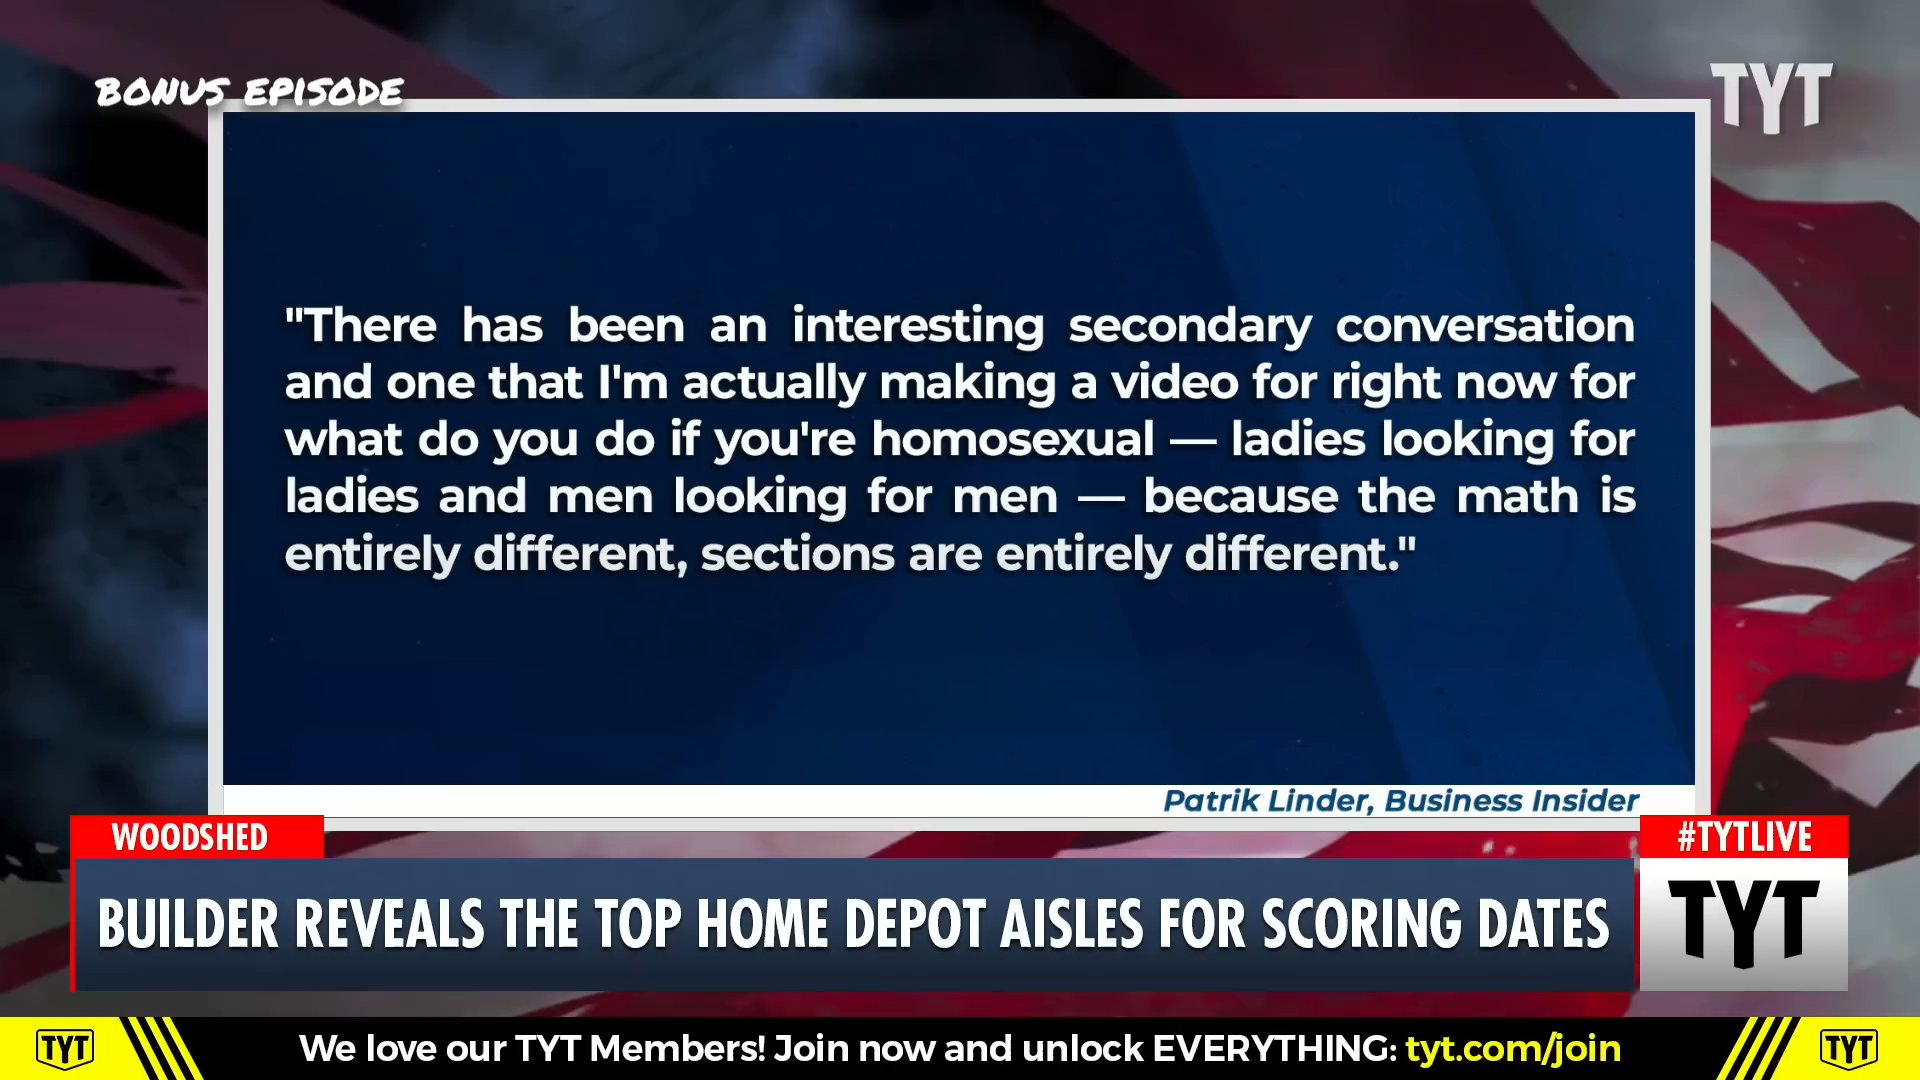 BONUS EPISODE
TYT
"There has been an interesting secondary conversation
and one that I'm actually making a video for right now for
what do you do if you're homosexual — ladies looking for
ladies and men looking for men — because the math is
entirely different, sections are entirely different."
Patrik Linder, Business Insider
WOODSHED
#TYTLIVE
BUILDER REVEALS THE TOP HOME DEPOT AISLES FOR SCORING DATES
TYT
TYT
We love our TYT Members! Join now and unlock EVERYTHING: tyt.com/join
TYT